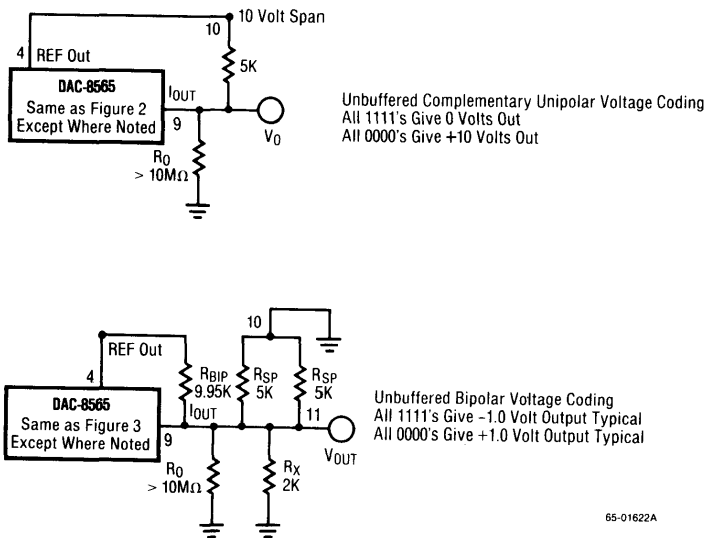 10 Volt Span
10
4 REF Out
5K
DAC-8565
Same as Figure 2
Except Where Noted
IOUT
9
VO
RO
> 10MΩ
Unbuffered Complementary Unipolar Voltage Coding
All 1111's Give 0 Volts Out
All 0000's Give +10 Volts Out
10
REF Out
4
RBIP
9.95K
RSP
5K
RSP
5K
DAC-8565
Same as Figure 3
Except Where Noted
IOUT
9
11
VOUT
RO
> 10MΩ
RX
2K
Unbuffered Bipolar Voltage Coding
All 1111's Give -1.0 Volt Output Typical
All 0000's Give +1.0 Volt Output Typical
65-01622A